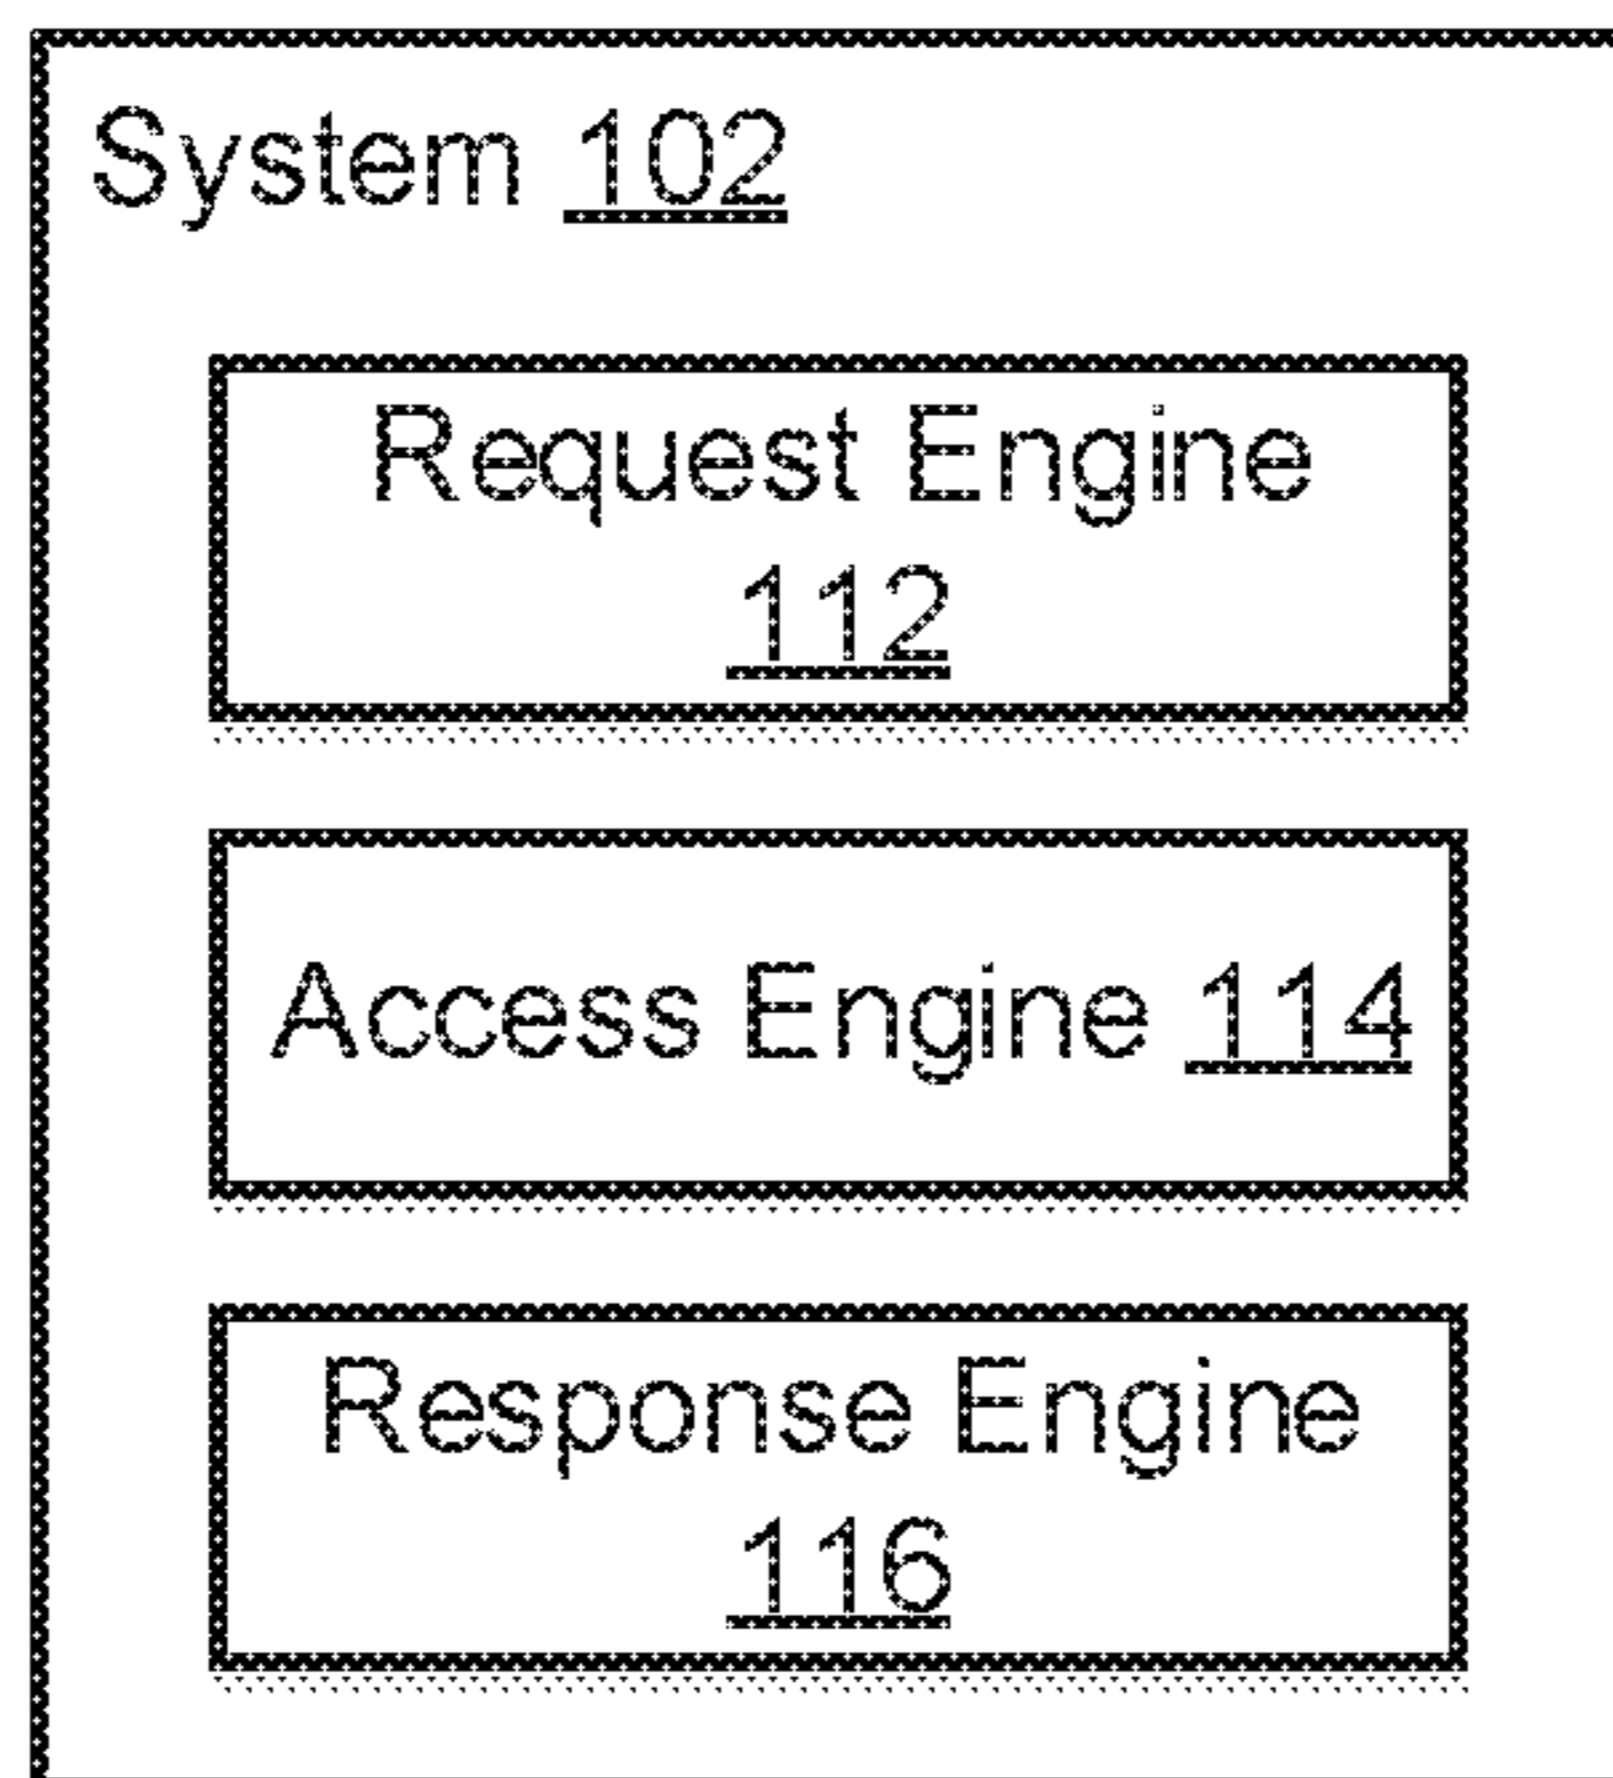 System 102
Request Engine
112
Access Engine 114
Response Engine
116